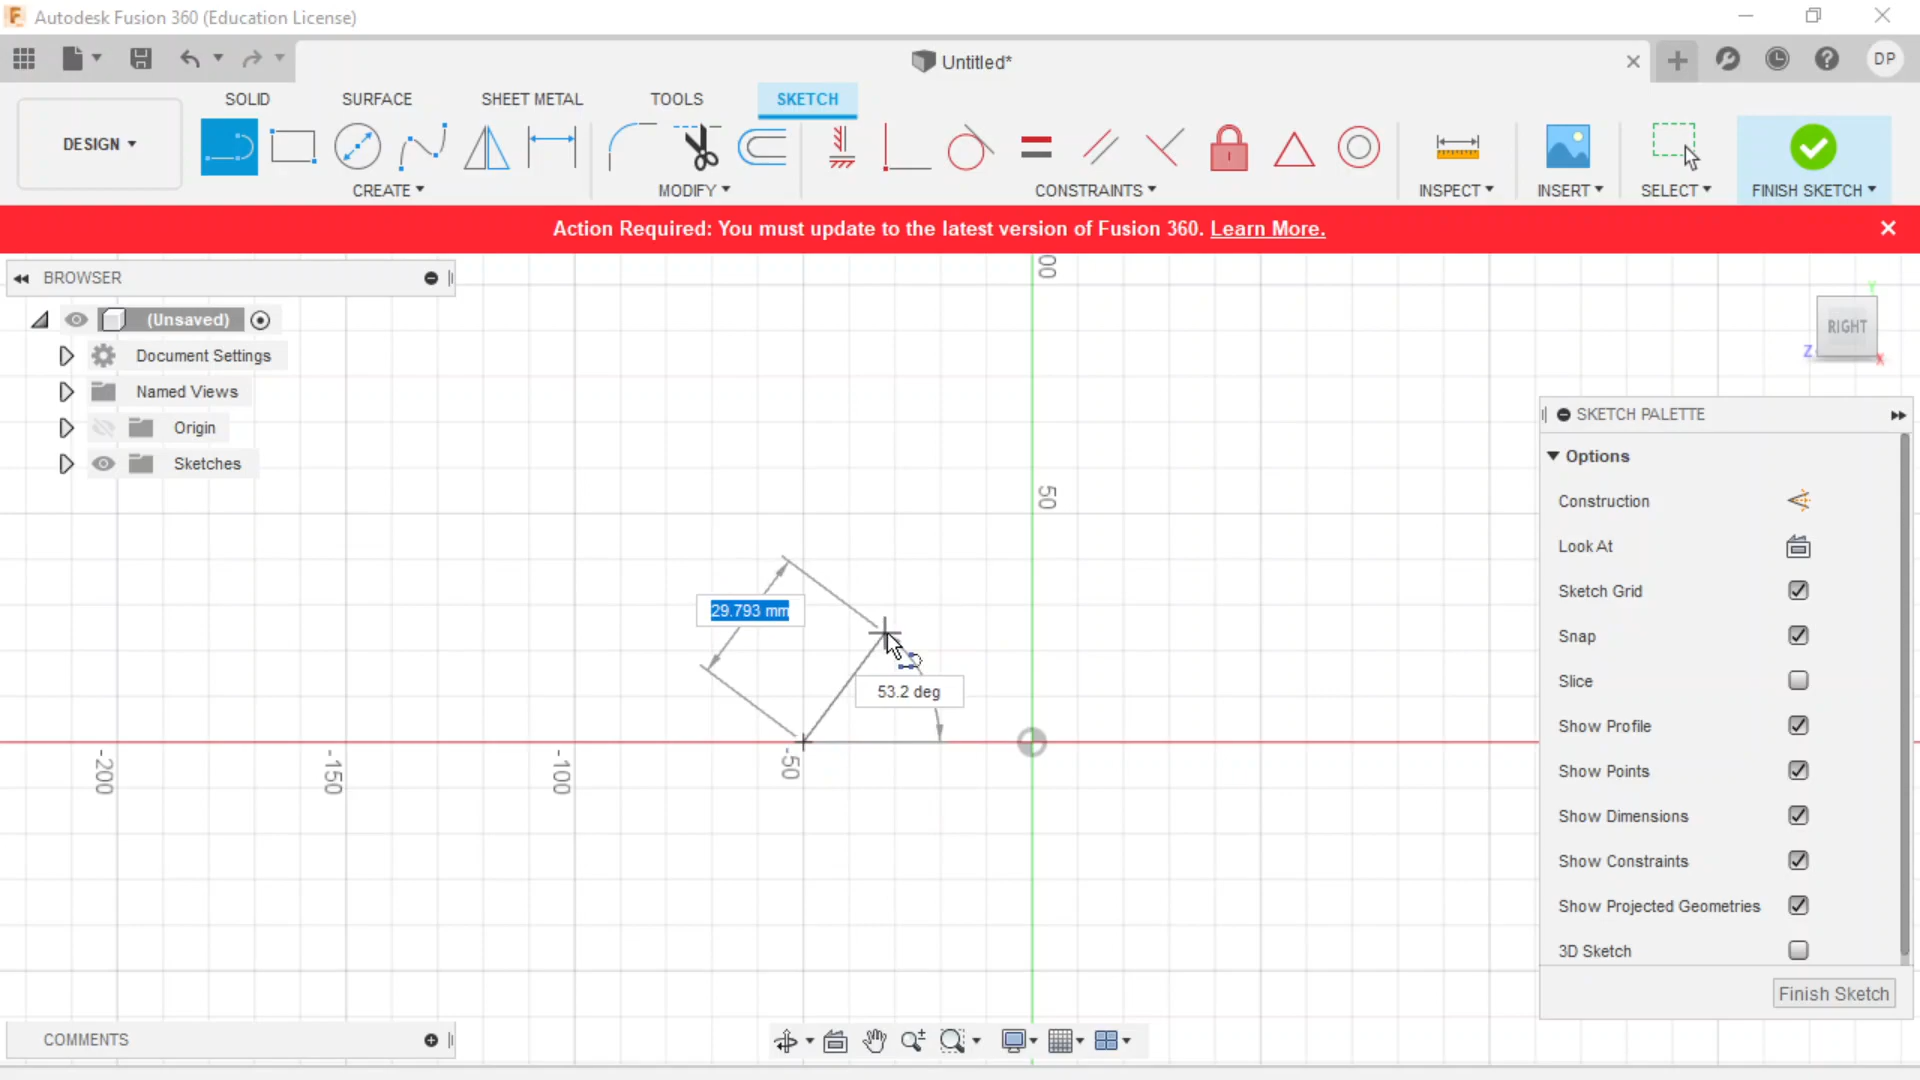 Autodesk Fusion 360 (Education License)
Untitled*
DP
SOLID
SURFACE
SHEET METAL
TOOLS
SKETCH
DESIGN
CREATE
MODIFY
CONSTRAINTS
INSPECT
INSERT
SELECT
FINISH SKETCH
Action Required: You must update to the latest version of Fusion 360. Learn More.
BROWSER
(Unsaved)
Document Settings
Named Views
Origin
Sketches
00
50
Y
RIGHT
Z
X
SKETCH PALETTE
Options
Construction
Look At
Sketch Grid
Snap
Slice
Show Profile
Show Points
Show Dimensions
Show Constraints
Show Projected Geometries
3D Sketch
Finish Sketch
29.793 mm
53.2 deg
-200
-150
-100
-50
COMMENTS